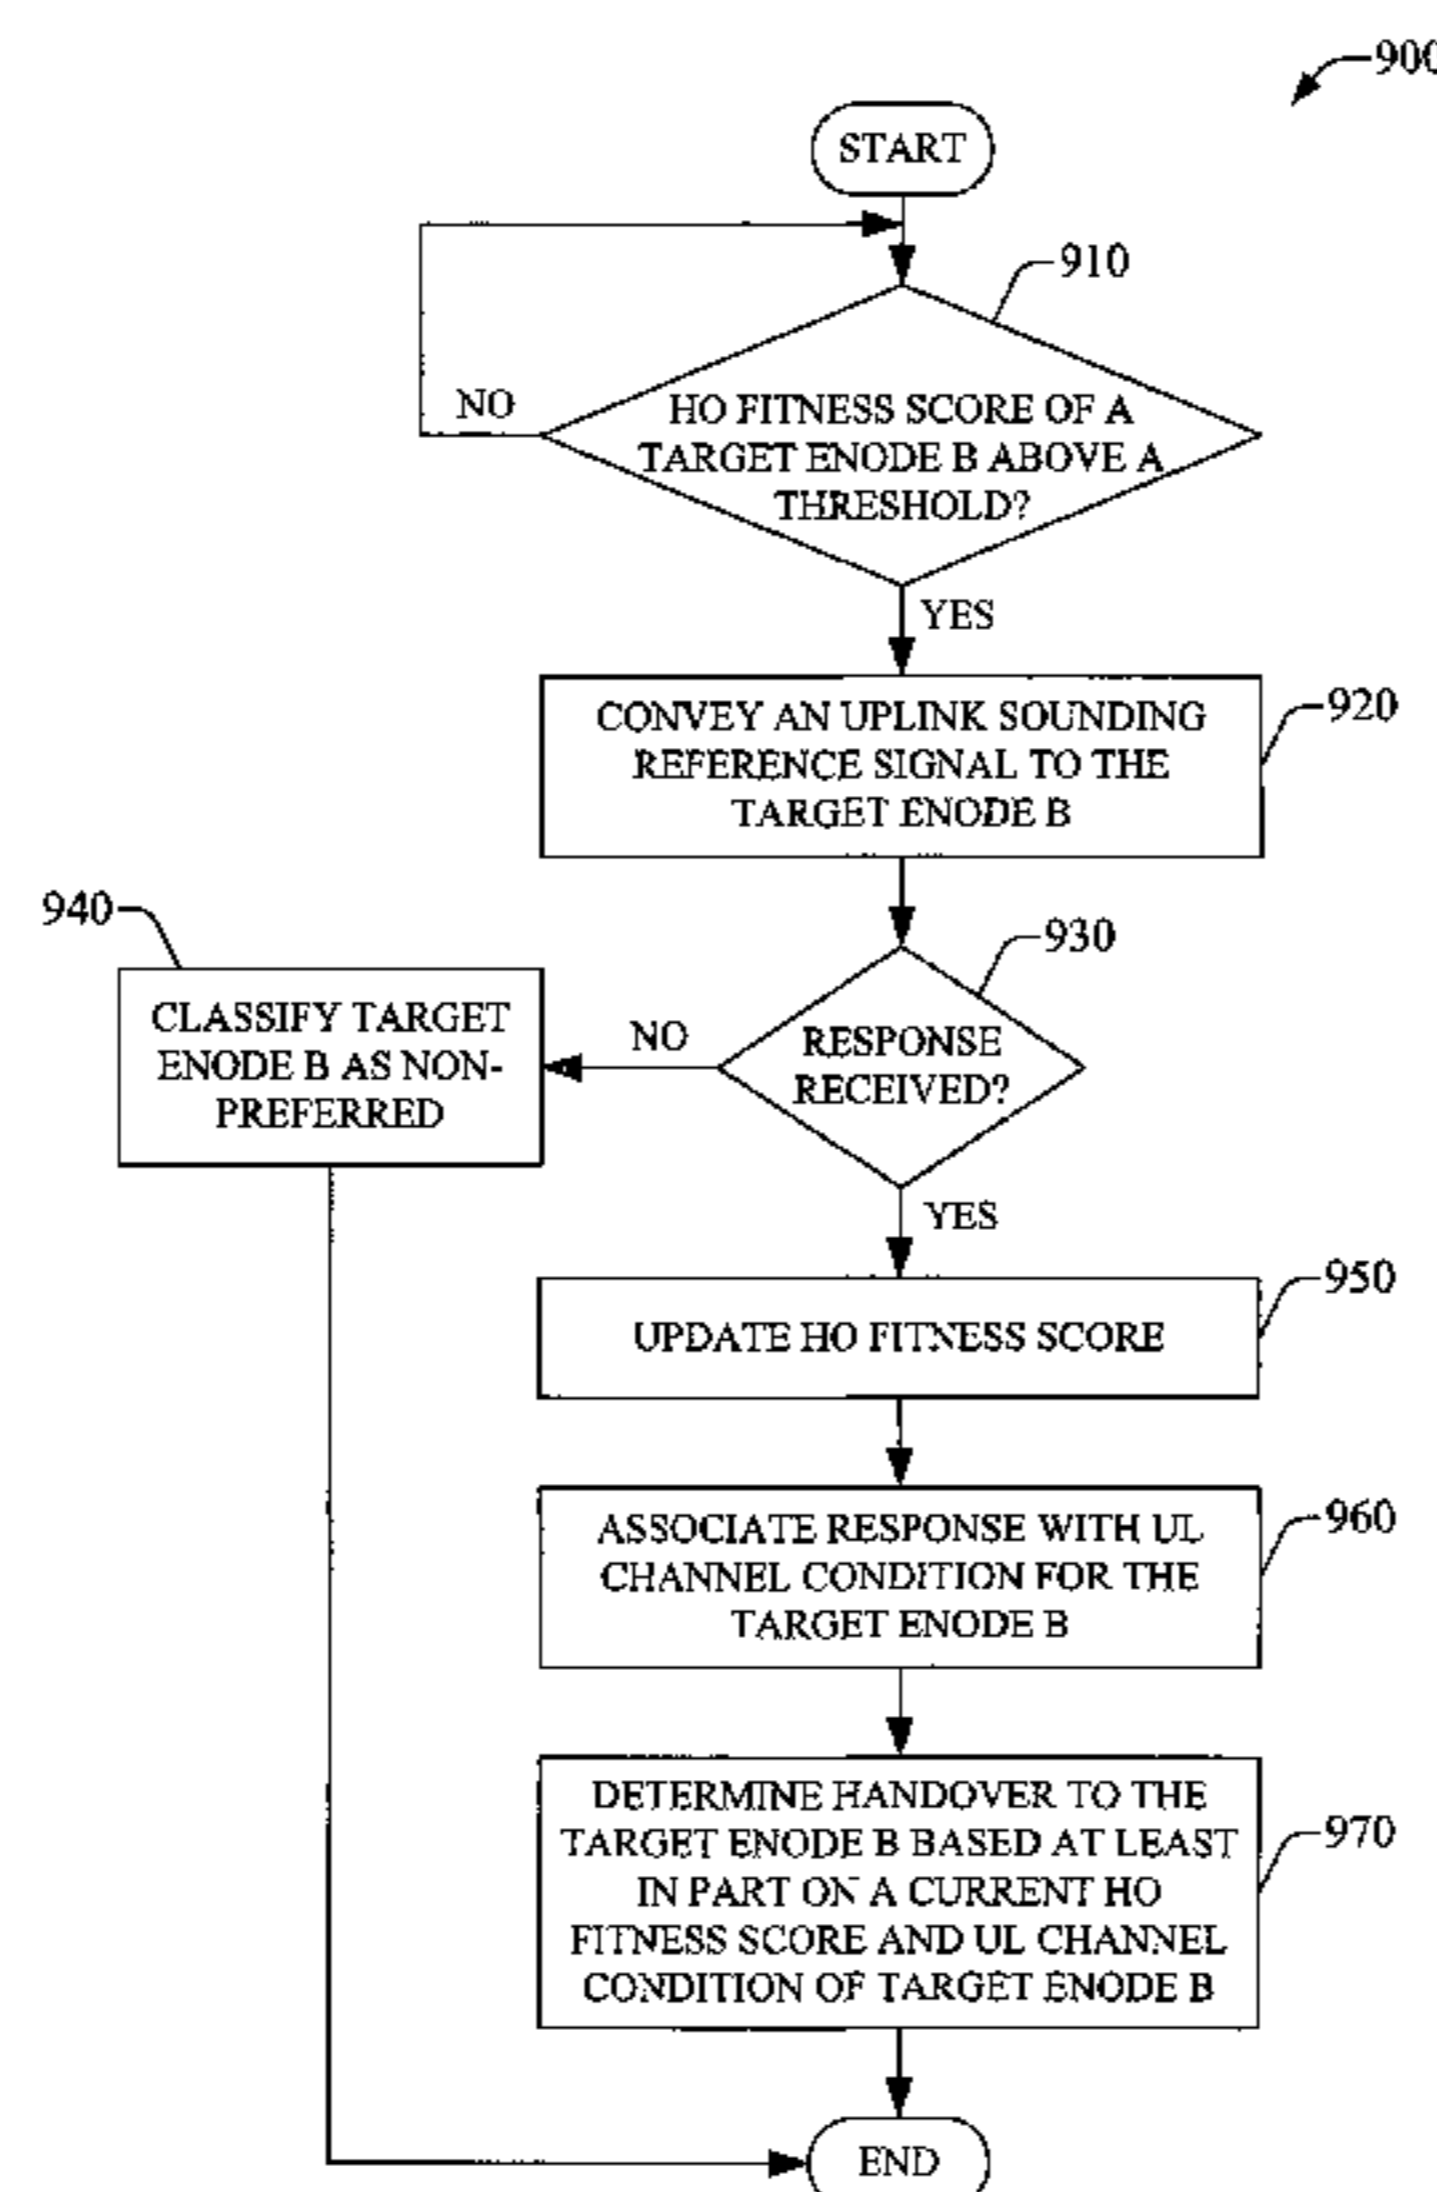 900
START
910
NO
HO FITNESS SCORE OF A
TARGET ENODE B ABOVE A
THRESHOLD?
YES
920
CONVEY AN UPLINK SOUNDING
REFERENCE SIGNAL TO THE
TARGET ENODE B
940
930
CLASSIFY TARGET
ENODE B AS NON-
PREFERRED
NO
RESPONSE
RECEIVED?
YES
950
UPDATE HO FITNESS SCORE
960
ASSOCIATE RESPONSE WITH UL
CHANNEL CONDITION FOR THE
TARGET ENODE B
970
DETERMINE HANDOVER TO THE
TARGET ENODE B BASED AT LEAST
IN PART ON A CURRENT HO
FITNESS SCORE AND UL CHANNEL
CONDITION OF TARGET ENODE B
END